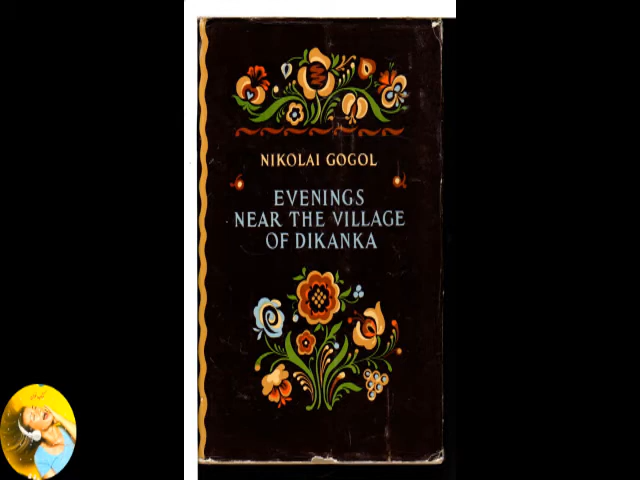 NIKOLAI GOGOL
EVENINGS
NEAR THE VILLAGE
OF DIKANKA